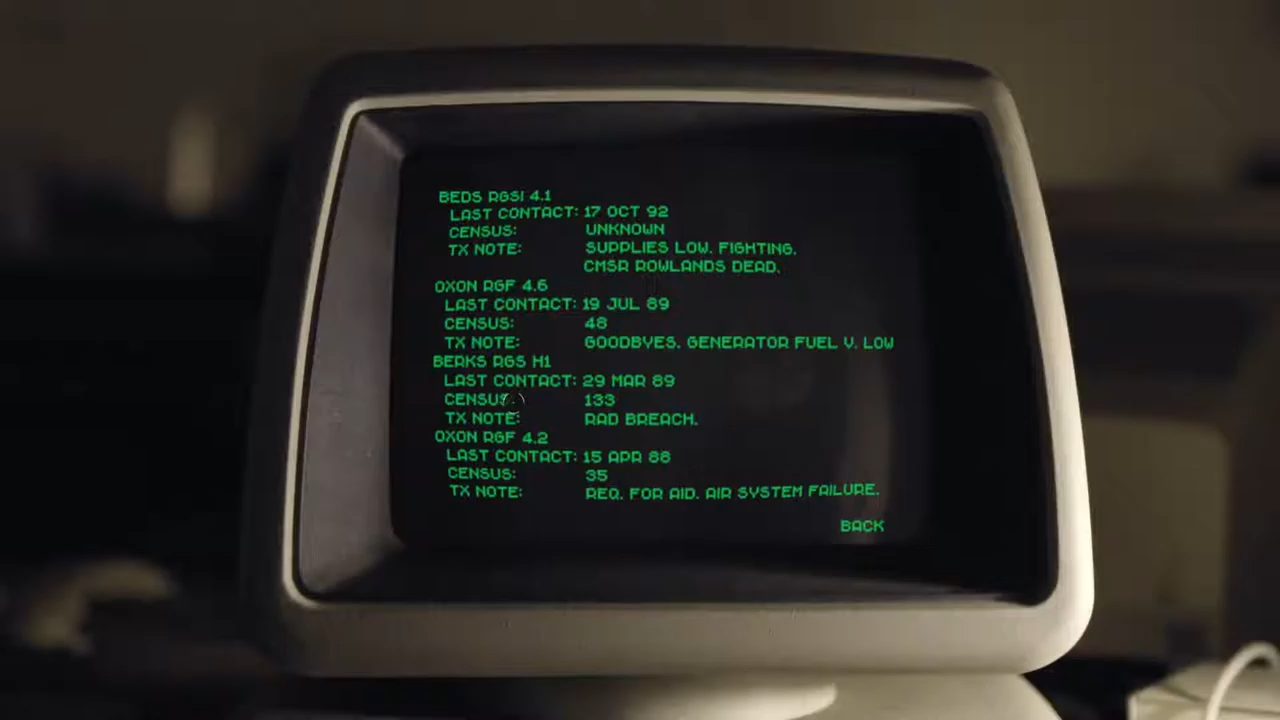 BEDS RGS1 4.1
LAST CONTACT: 17 OCT 92
CENSUS: UNKNOWN
TX NOTE: SUPPLIES LOW. FIGHTING.
CMSR ROWLANDS DEAD.
OXON RGF 4.6
LAST CONTACT: 19 JUL 89
CENSUS: 48
TX NOTE: GOODBYES. GENERATOR FUEL V. LOW
BERKS RGS H1
LAST CONTACT: 29 MAR 89
CENSUS: 133
TX NOTE: RAD BREACH.
OXON RGF 4.2
LAST CONTACT: 15 APR 88
CENSUS: 35
TX NOTE: REQ. FOR AID. AIR SYSTEM FAILURE.
BACK